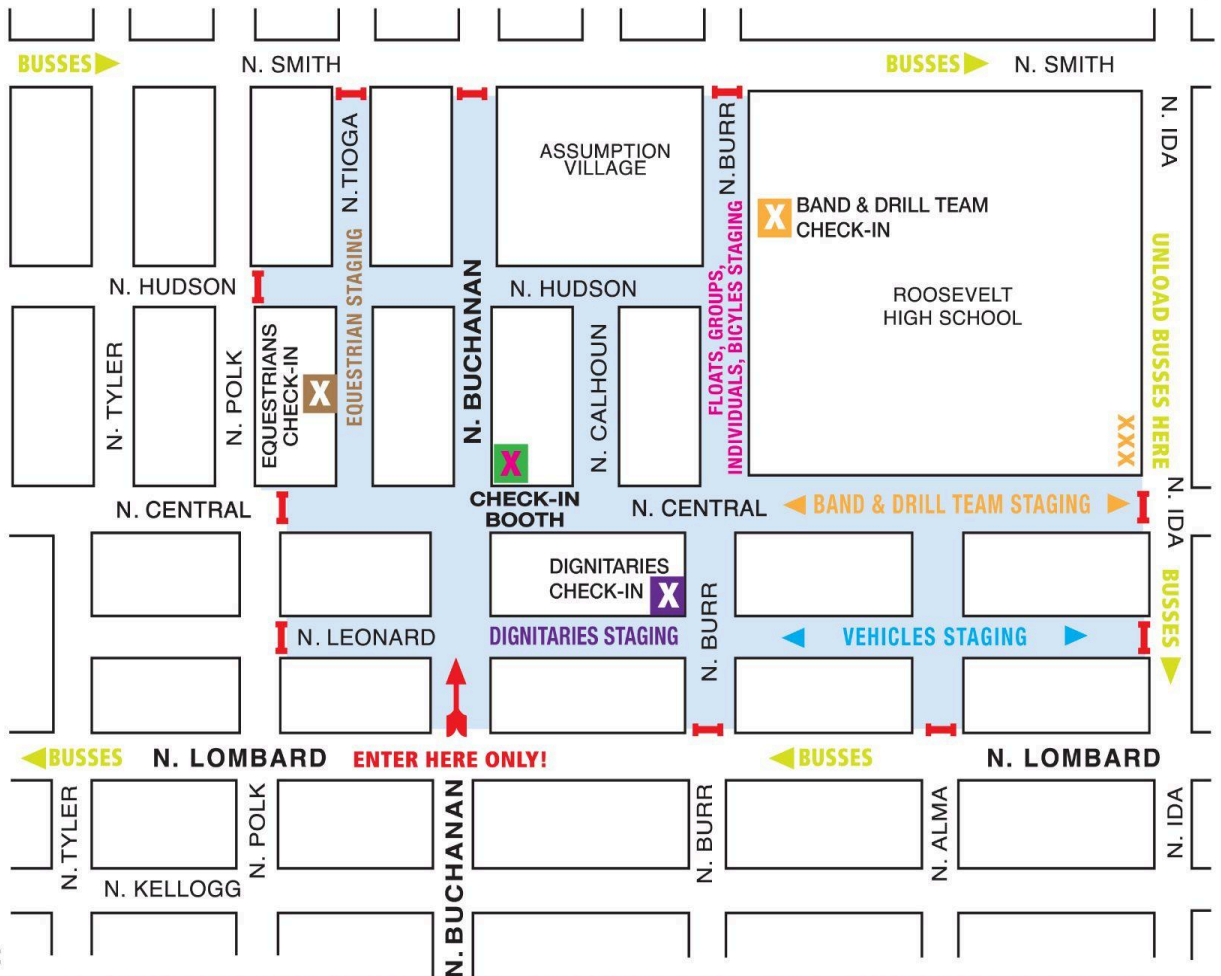 BUSSES
N. SMITH
BUSSES
N. SMITH
N. IDA
N. TIOGA
N. BURR
ASSUMPTION
VILLAGE
X
BAND & DRILL TEAM
CHECK-IN
N. HUDSON
EQUESTRIAN STAGING
N. BUCHANAN
N. HUDSON
FLOATS, GROUPS,
INDIVIDUALS, BICYLES STAGING
ROOSEVELT
HIGH SCHOOL
UNLOAD BUSSES HERE
N. TYLER
N. POLK
EQUESTRIANS
CHECK-IN
X
N. CALHOUN
X
XXX
N. CENTRAL
CHECK-IN
BOOTH
N. CENTRAL
BAND & DRILL TEAM STAGING
N. IDA
DIGNITARIES
CHECK-IN
X
BUSSES
N. LEONARD
DIGNITARIES STAGING
N. BURR
VEHICLES STAGING
BUSSES
N. LOMBARD
ENTER HERE ONLY!
BUSSES
N. LOMBARD
N. TYLER
N. POLK
N. BUCHANAN
N. BURR
N. ALMA
N. IDA
N. KELLOGG